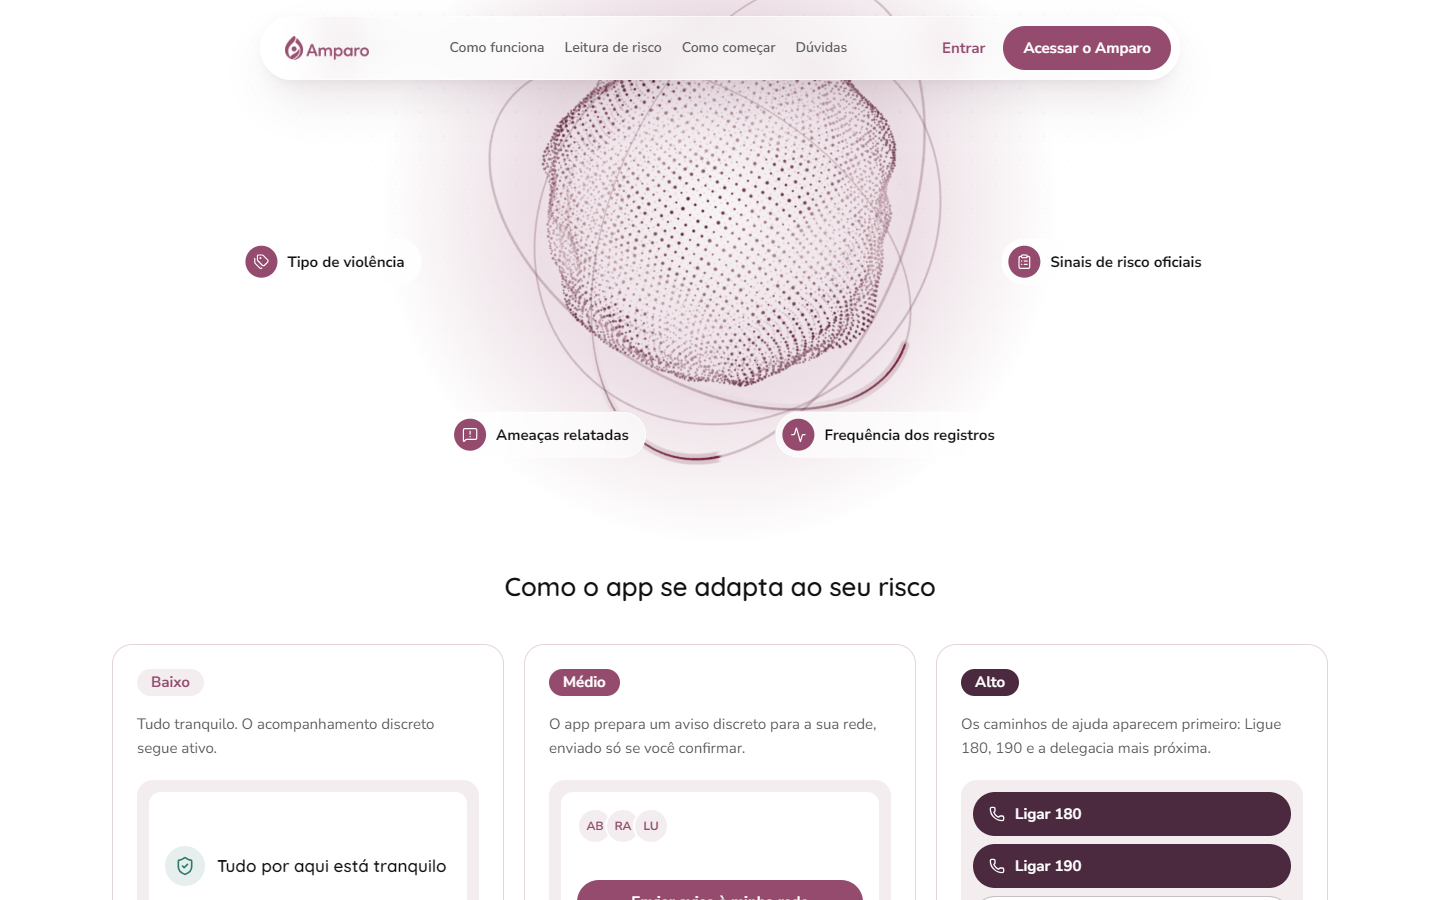 Amparo
Como funciona
Leitura de risco
Como começar
Dúvidas
Entrar
Acessar o Amparo
Tipo de violência
Sinais de risco oficiais
Ameaças relatadas
Frequência dos registros
Como o app se adapta ao seu risco
Baixo
Tudo tranquilo. O acompanhamento discreto
segue ativo.
Tudo por aqui está tranquilo
Médio
O app prepara um aviso discreto para a sua rede,
enviado só se você confirmar.
AB RA LU
Enviar aviso à minha rede
Alto
Os caminhos de ajuda aparecem primeiro: Ligue
180, 190 e a delegacia mais próxima.
Ligar 180
Ligar 190